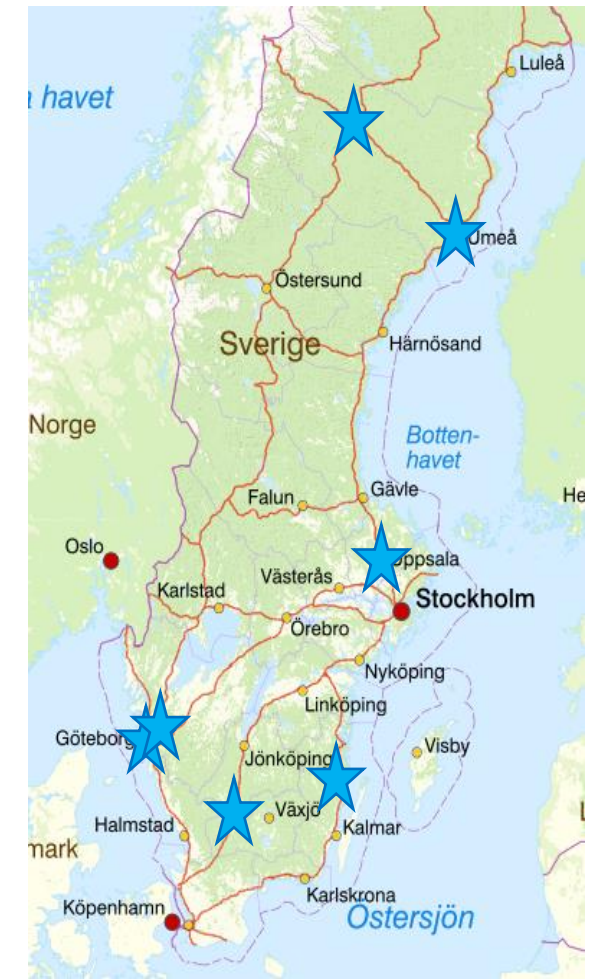 Luleå
havet
Umeå
Östersund
Sverige
Härnösand
Norge
Botten-
havet
Falun
Gävle
He
Oslo
Uppsala
Västerås
Karlstad
Stockholm
Örebro
Nyköping
Linköping
Göteborg
Visby
Jönköping
Växjö
Halmstad
Kalmar
mark
Karlskrona
Köpenhamn
Östersjön